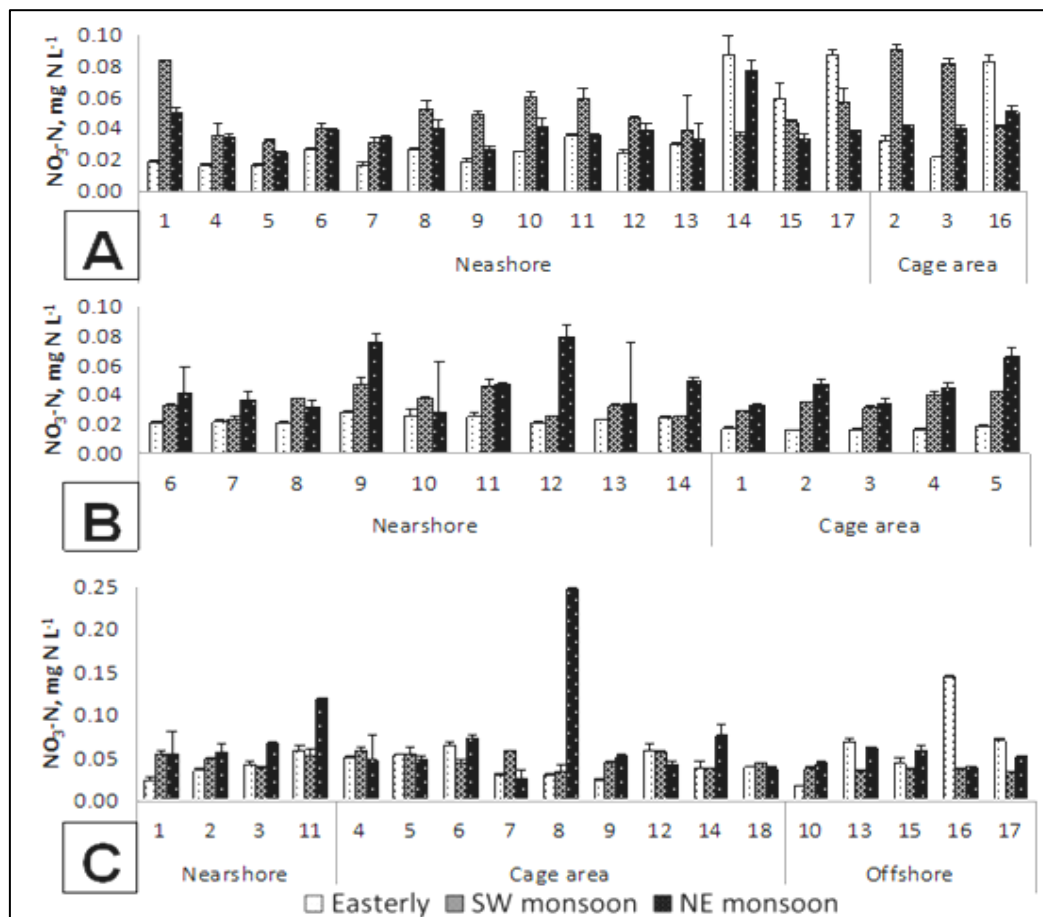 0.10
0.08
0.06
0.04
0.02
0.00
NO₃-N, mg N L⁻¹
1 4 5 6 7 8 9 10 11 12 13 14 15 17 2 3 16
Neashore Cage area
A
0.10
0.08
0.06
0.04
0.02
0.00
NO₃-N, mg N L⁻¹
6 7 8 9 10 11 12 13 14 1 2 3 4 5
Nearshore Cage area
B
0.25
0.20
0.15
0.10
0.05
0.00
NO₃-N, mg N L⁻¹
1 2 3 11 4 5 6 7 8 9 12 14 18 10 13 15 16 17
Nearshore Cage area Offshore
C
Easterly SW monsoon NE monsoon